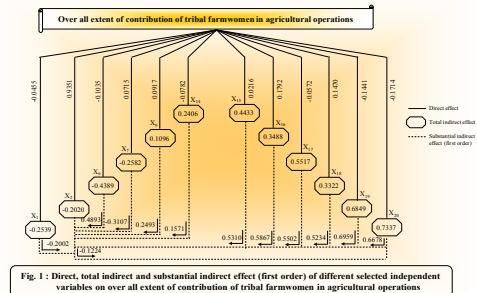 Over all extent of contribution of tribal farmwomen in agricultural operations
-0.0455
0.9351
-0.1035
0.0715
0.0917
-0.0782
0.0216
0.1792
-0.0572
0.1470
-0.1441
-0.1714
X14
0.2406
X15
0.4433
X9
0.1096
X16
0.3488
X7
-0.2582
X17
0.5517
X6
-0.4389
X18
0.3322
X2
-0.2020
X19
0.6849
X1
-0.2539
X20
0.7337
Direct effect
Total indirect effect
Substantial indirect
effect (first order)
0.4893
-0.3107
0.2493
0.1571
0.5310
0.5867
0.5502
0.5234
0.6959
0.6678
-0.2002
-0.1224
Fig. 1 : Direct, total indirect and substantial indirect effect (first order) of different selected independent
variables on over all extent of contribution of tribal farmwomen in agricultural operations